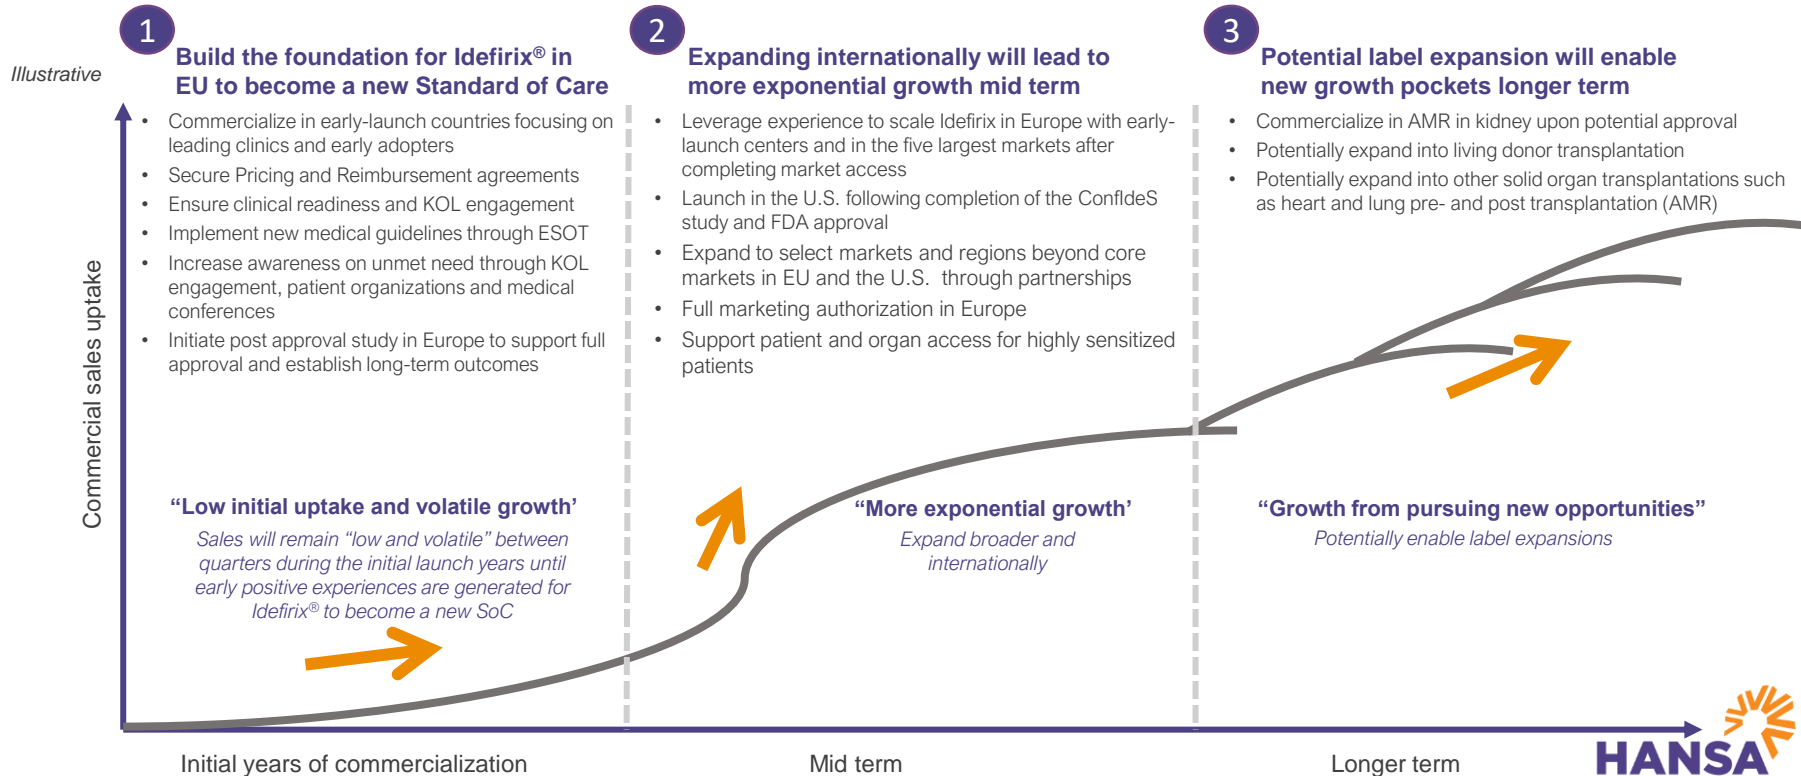 Illustrative
1
Build the foundation for Idefirix® in
EU to become a new Standard of Care
• Commercialize in early-launch countries focusing on
leading clinics and early adopters
• Secure Pricing and Reimbursement agreements
• Ensure clinical readiness and KOL engagement
• Implement new medical guidelines through ESOT
• Increase awareness on unmet need through KOL
engagement, patient organizations and medical
conferences
• Initiate post approval study in Europe to support full
approval and establish long-term outcomes
“Low initial uptake and volatile growth’
Sales will remain “low and volatile” between
quarters during the initial launch years until
early positive experiences are generated for
Idefirix® to become a new SoC
2
Expanding internationally will lead to
more exponential growth mid term
• Leverage experience to scale Idefirix in Europe with early-
launch centers and in the five largest markets after
completing market access
• Launch in the U.S. following completion of the ConfIdeS
study and FDA approval
• Expand to select markets and regions beyond core
markets in EU and the U.S. through partnerships
• Full marketing authorization in Europe
• Support patient and organ access for highly sensitized
patients
“More exponential growth’
Expand broader and
internationally
3
Potential label expansion will enable
new growth pockets longer term
• Commercialize in AMR in kidney upon potential approval
• Potentially expand into living donor transplantation
• Potentially expand into other solid organ transplantations such
as heart and lung pre- and post transplantation (AMR)
“Growth from pursuing new opportunities”
Potentially enable label expansions
Commercial sales uptake
Initial years of commercialization
Mid term
Longer term
HANSA